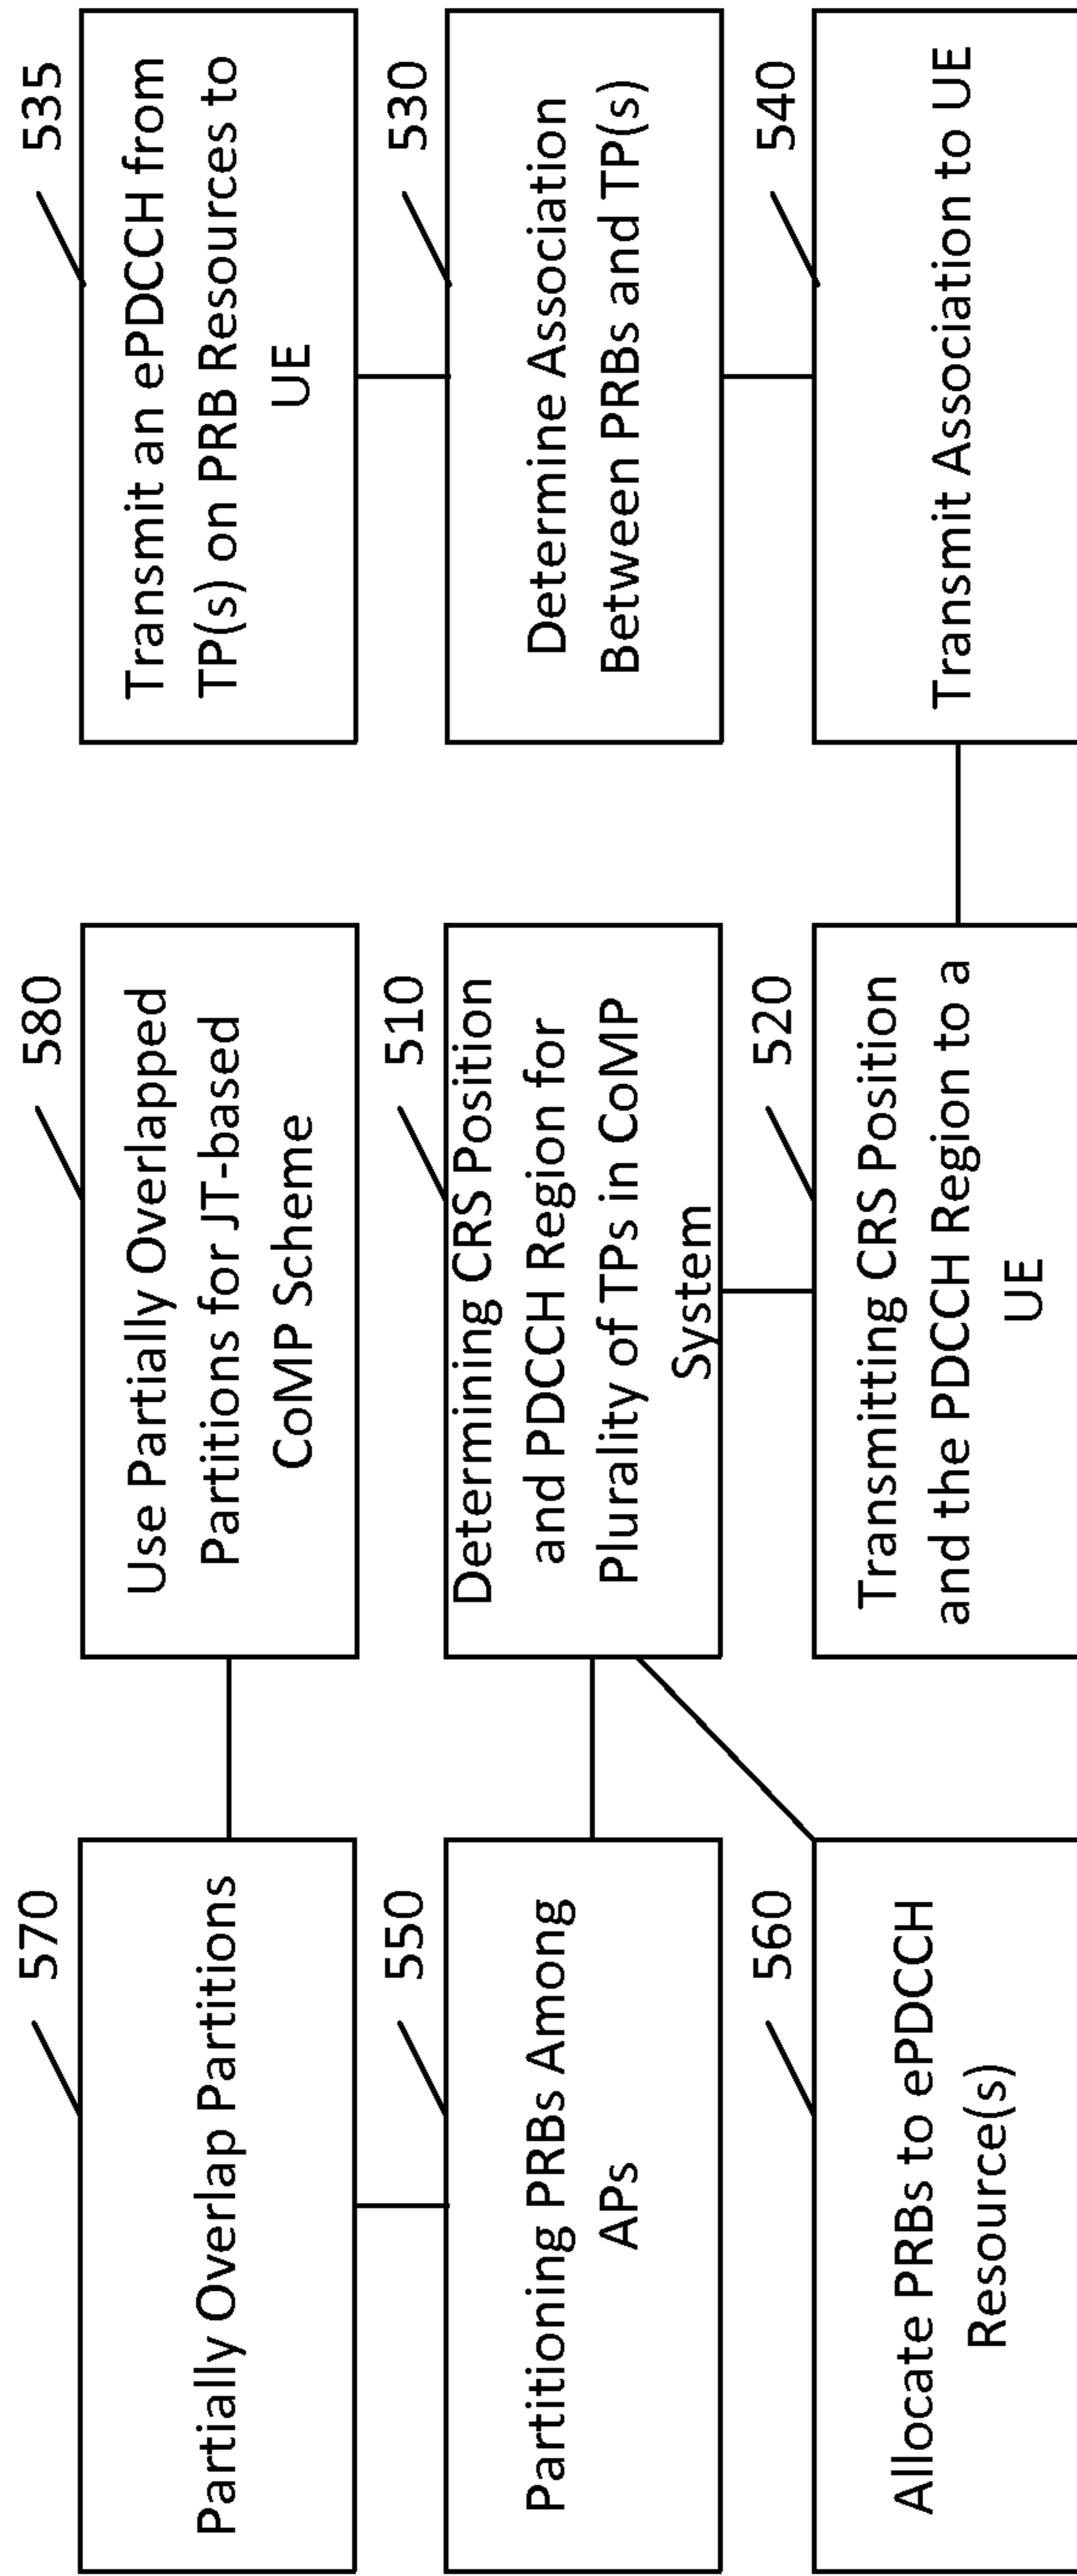 570
Partially Overlap Partitions
580
Use Partially Overlapped
Partitions for JT-based
CoMP Scheme
535
Transmit an ePDCCH from
TP(s) on PRB Resources to
UE
550
Partitioning PRBs Among
APs
510
Determining CRS Position
and PDCCH Region for
Plurality of TPs in CoMP
System
530
Determine Association
Between PRBs and TP(s)
560
Allocate PRBs to ePDCCH
Resource(s)
520
Transmitting CRS Position
and the PDCCH Region to a
UE
540
Transmit Association to UE